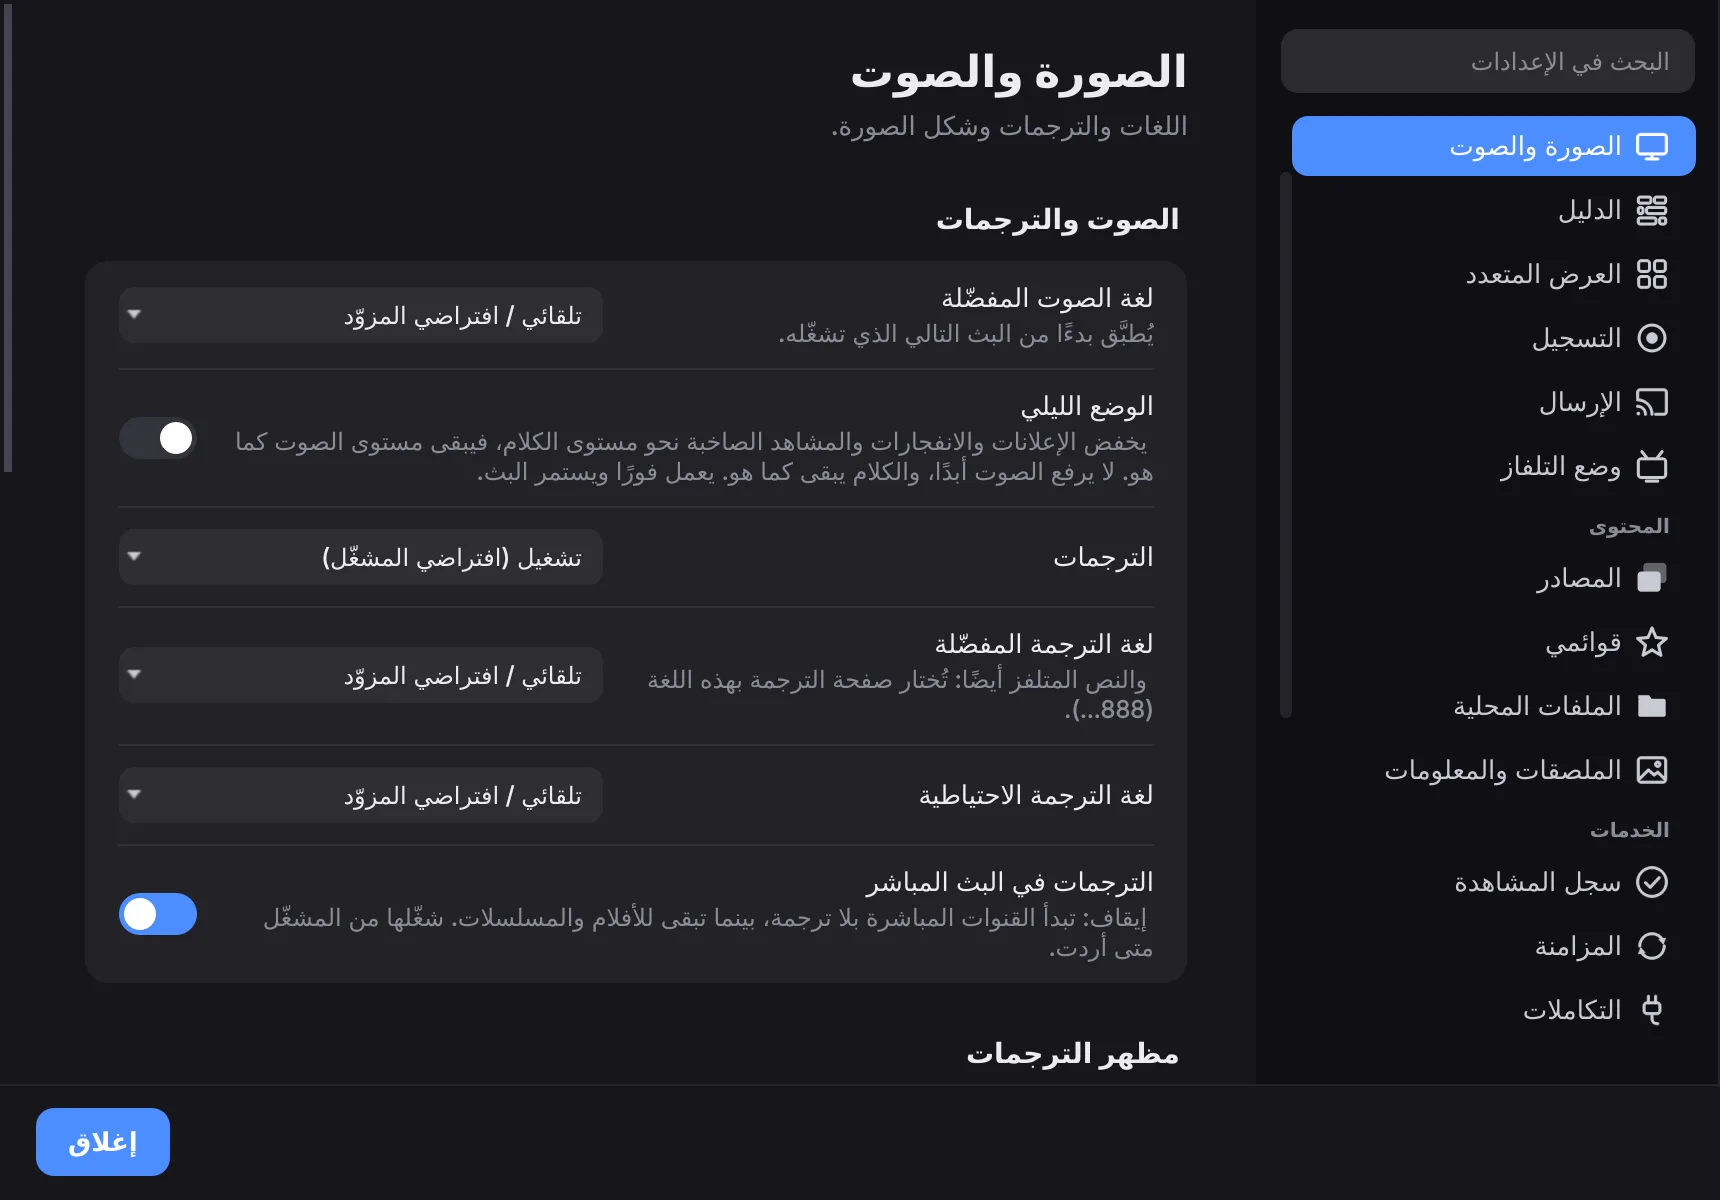 البحث في الإعدادات
الصورة والصوت
الدليل
العرض المتعدد
التسجيل
الإرسال
وضع التلفاز
المحتوى
المصادر
قوائمي
الملفات المحلية
الملصقات والمعلومات
الخدمات
سجل المشاهدة
المزامنة
التكاملات
الصورة والصوت
اللغات والترجمات وشكل الصورة.
الصوت والترجمات
لغة الصوت المفضّلة
يُطبَّق بدءًا من البث التالي الذي تشغّله.
تلقائي / افتراضي المزوّد
الوضع الليلي
يخفض الإعلانات والانفجارات والمشاهد الصاخبة نحو مستوى الكلام، فيبقى مستوى الصوت كما
هو. لا يرفع الصوت أبدًا، والكلام يبقى كما هو. يعمل فورًا ويستمر البث.
الترجمات
تشغيل (افتراضي المشغّل)
لغة الترجمة المفضّلة
والنص المتلفز أيضًا: تُختار صفحة الترجمة بهذه اللغة
(888…).
تلقائي / افتراضي المزوّد
لغة الترجمة الاحتياطية
تلقائي / افتراضي المزوّد
الترجمات في البث المباشر
إيقاف: تبدأ القنوات المباشرة بلا ترجمة، بينما تبقى للأفلام والمسلسلات. شغّلها من المشغّل
متى أردت.
مظهر الترجمات
إغلاق